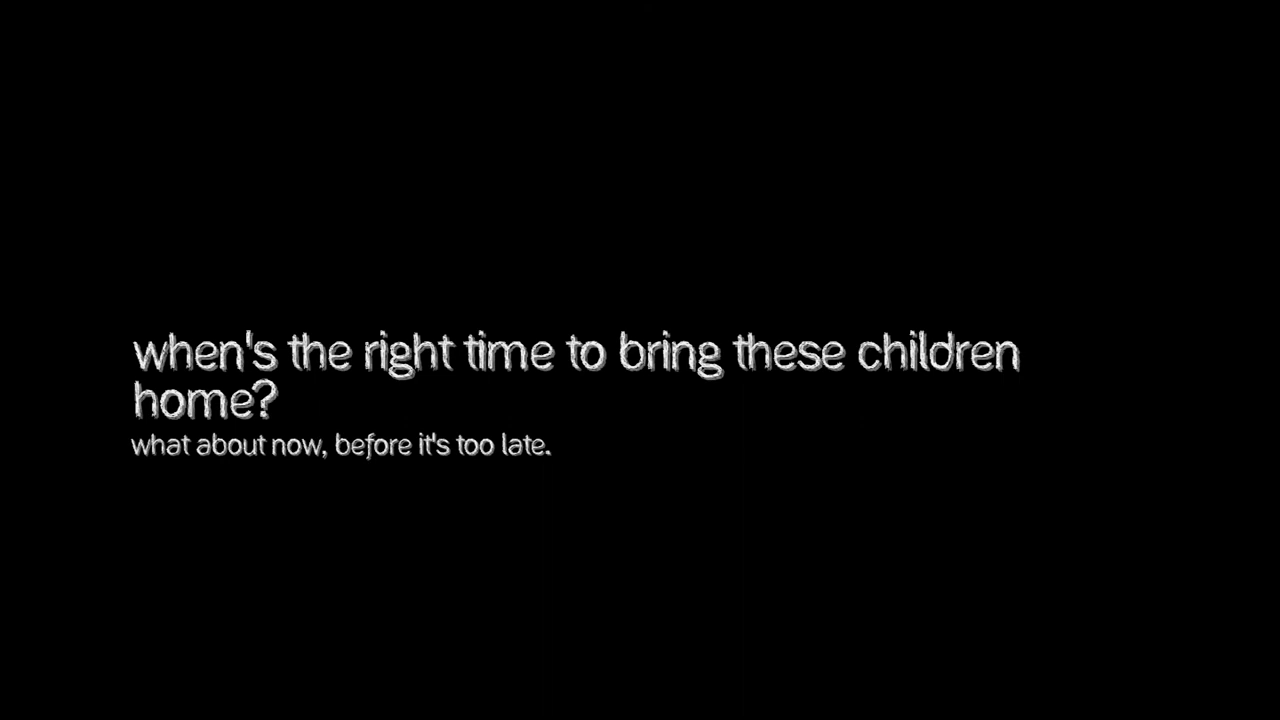 when's the right time to bring these children
home?
what about now, before it's too late.